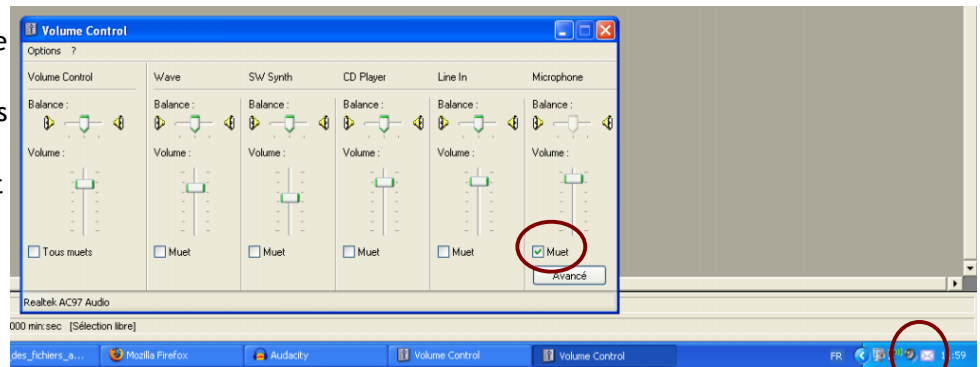 e
s
t
Volume Control
Options ?
Volume Control Wave SW Synth CD Player Line In Microphone
Balance : Balance : Balance : Balance : Balance : Balance :
Volume : Volume : Volume : Volume : Volume : Volume :
Tous muets Muet Muet Muet Muet Muet
Avancé
Realtek AC97 Audio
000 min:sec [Sélection libre]
des_fichiers_a... Mozilla Firefox Audacity Volume Control Volume Control FR :59